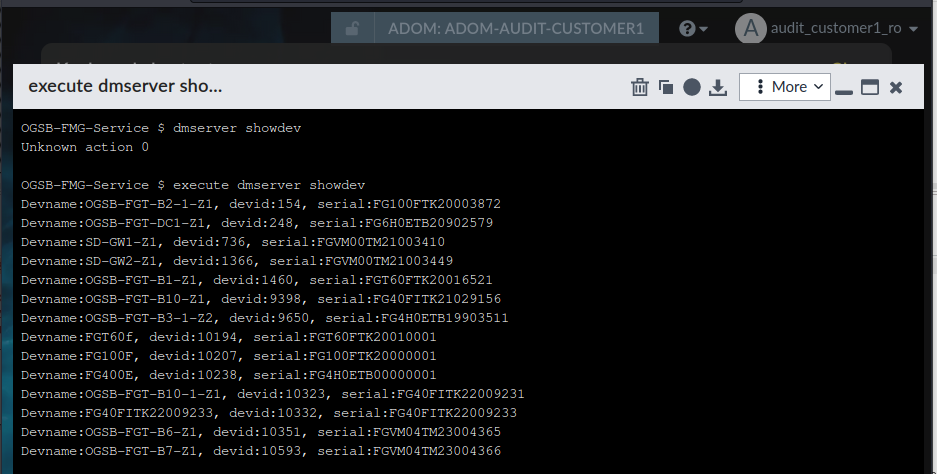 ADOM: ADOM-AUDIT-CUSTOMER1
A
audit_customer1_ro
execute dmserver sho...
More
OGSB-FMG-Service $ dmserver showdev
Unknown action 0
OGSB-FMG-Service $ execute dmserver showdev
Devname:OGSB-FGT-B2-1-Z1, devid:154, serial:FG100FTK20003872
Devname:OGSB-FGT-DC1-Z1, devid:248, serial:FG6H0ETB20902579
Devname:SD-GW1-Z1, devid:736, serial:FGVM00TM21003410
Devname:SD-GW2-Z1, devid:1366, serial:FGVM00TM21003449
Devname:OGSB-FGT-B1-Z1, devid:1460, serial:FGT60FTK20016521
Devname:OGSB-FGT-B10-Z1, devid:9398, serial:FG40FITK21029156
Devname:OGSB-FGT-B3-1-Z2, devid:9650, serial:FG4H0ETB19903511
Devname:FGT60f, devid:10194, serial:FGT60FTK20010001
Devname:FG100F, devid:10207, serial:FG100FTK20000001
Devname:FG400E, devid:10238, serial:FG4H0ETB00000001
Devname:OGSB-FGT-B10-1-Z1, devid:10323, serial:FG40FITK22009231
Devname:FG40FITK22009233, devid:10332, serial:FG40FITK22009233
Devname:OGSB-FGT-B6-Z1, devid:10351, serial:FGVM04TM23004365
Devname:OGSB-FGT-B7-Z1, devid:10593, serial:FGVM04TM23004366